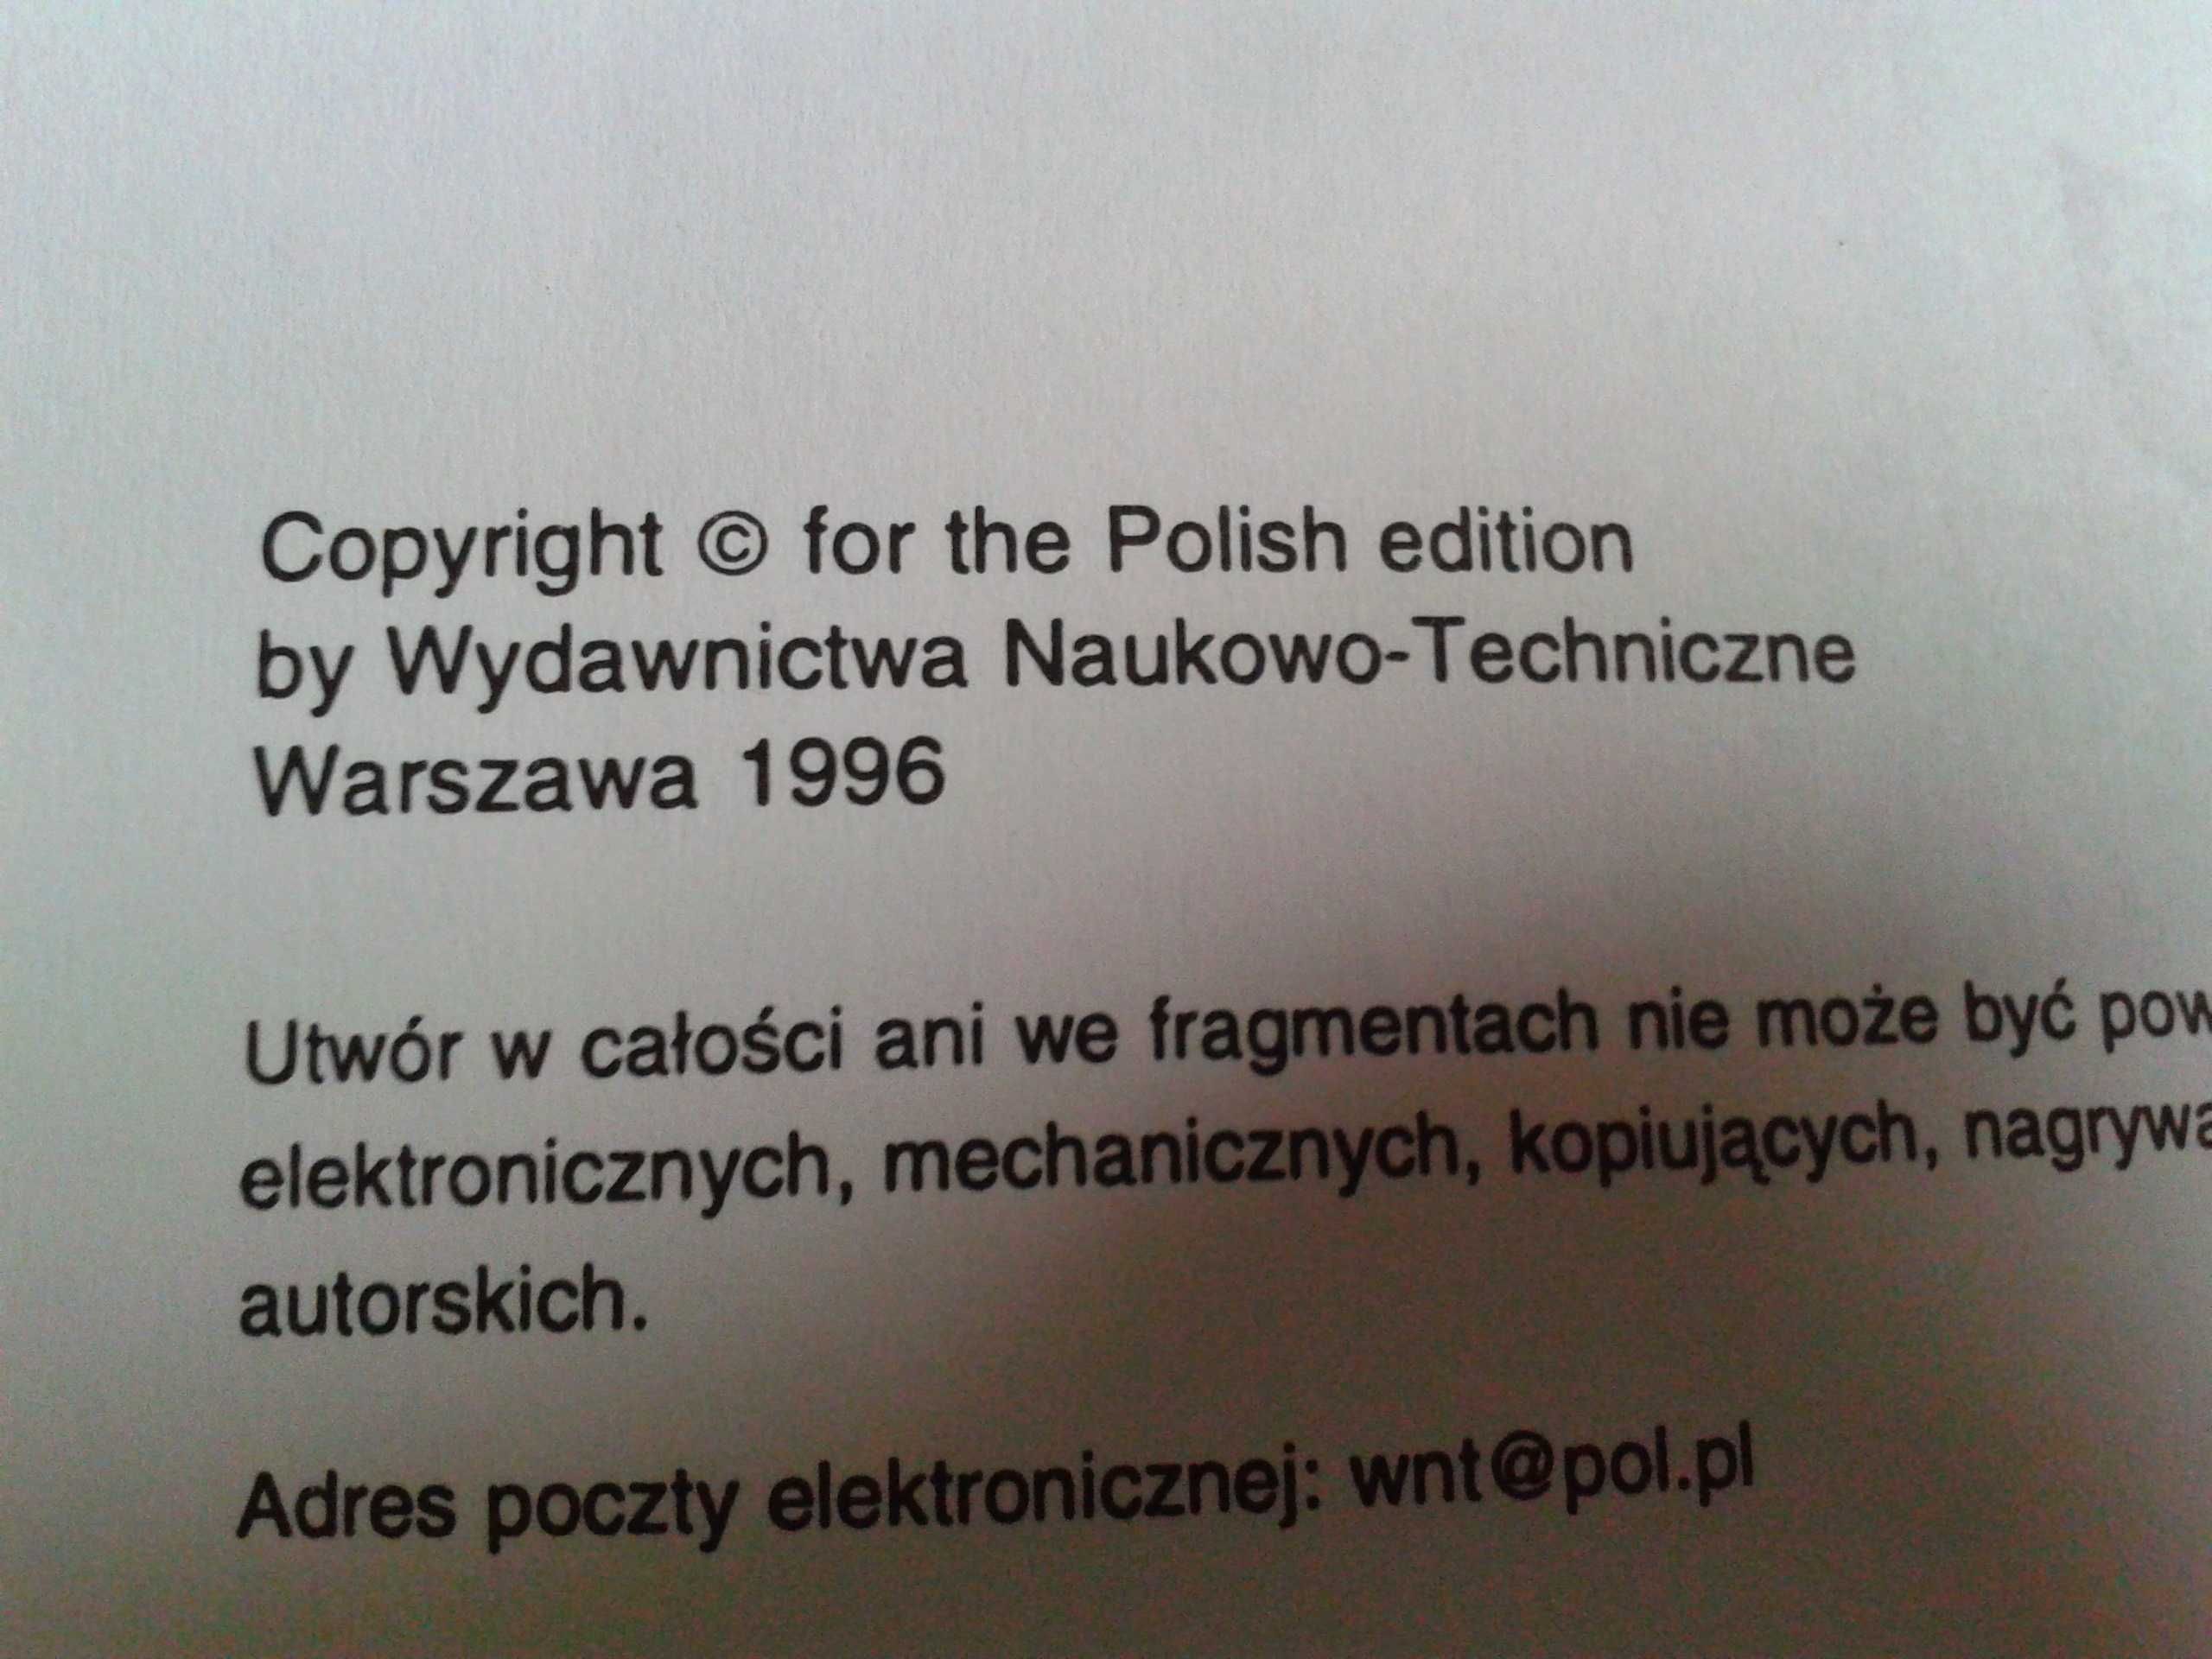 Copyright © for the Polish edition
by Wydawnictwa Naukowo-Techniczne
Warszawa 1996
Utwór w całości ani we fragmentach nie może być
elektronicznych, mechanicznych, kopiujących,
autorskich.
Adres poczty elektronicznej: wnt@pol.pl